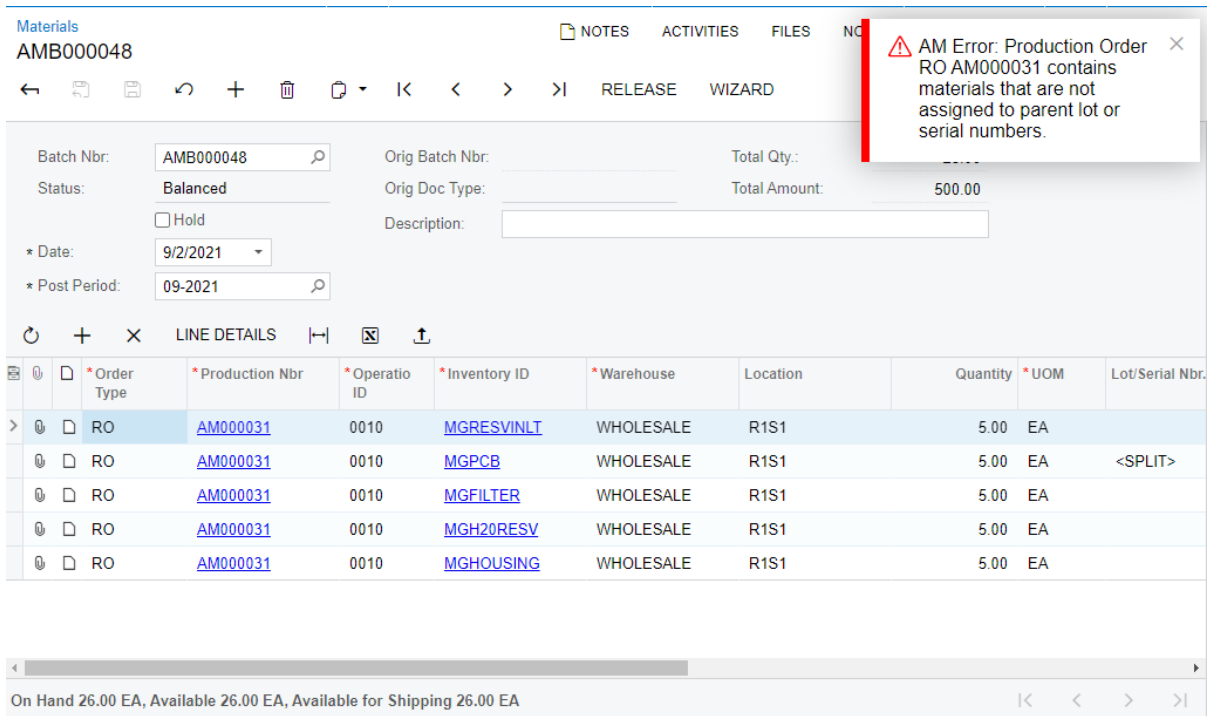 Materials
AMB000048
NOTES ACTIVITIES FILES
AM Error: Production Order
RO AM000031 contains
materials that are not
assigned to parent lot or
serial numbers.
RELEASE WIZARD
Batch Nbr: AMB000048 Orig Batch Nbr: Total Qty.:
Status: Balanced Orig Doc Type: Total Amount: 500.00
Hold Description:
* Date: 9/2/2021
* Post Period: 09-2021
LINE DETAILS
*Order Type *Production Nbr *Operatio ID *Inventory ID *Warehouse Location Quantity *UOM Lot/Serial Nbr.
RO AM000031 0010 MGRESVINLT WHOLESALE R1S1 5.00 EA
RO AM000031 0010 MGPCB WHOLESALE R1S1 5.00 EA <SPLIT>
RO AM000031 0010 MGFILTER WHOLESALE R1S1 5.00 EA
RO AM000031 0010 MGH20RESV WHOLESALE R1S1 5.00 EA
RO AM000031 0010 MGHOUSING WHOLESALE R1S1 5.00 EA
On Hand 26.00 EA, Available 26.00 EA, Available for Shipping 26.00 EA